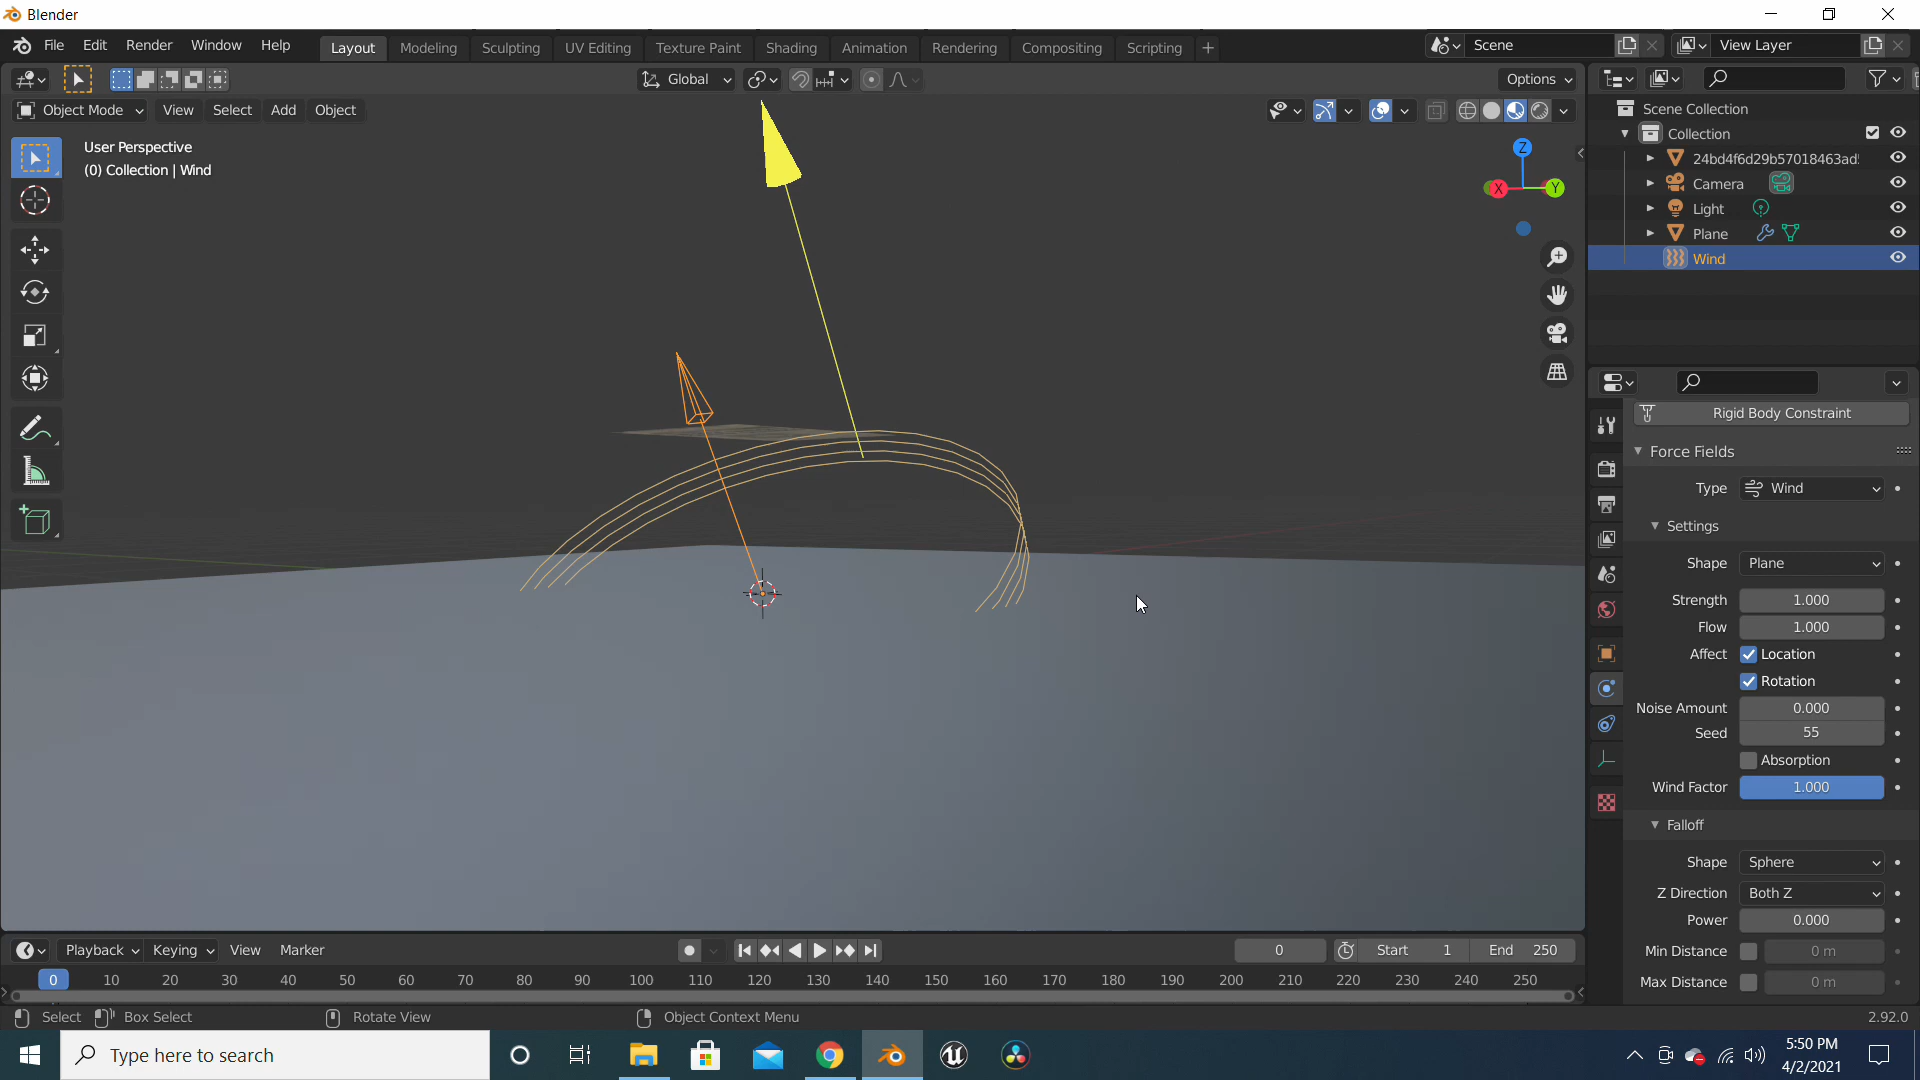 Blender
File Edit Render Window Help
Layout Modeling Sculpting UV Editing Texture Paint Shading Animation Rendering Compositing Scripting +
Scene
View Layer
Global
Options
Object Mode View Select Add Object
User Perspective
(0) Collection | Wind
Z
X
Y
Scene Collection
Collection
24bd4f6d29b57018463ad
Camera
Light
Plane
Wind
Rigid Body Constraint
Force Fields
Type Wind
Settings
Shape Plane
Strength 1.000
Flow 1.000
Affect Location
Rotation
Noise Amount 0.000
Seed 55
Absorption
Wind Factor 1.000
Falloff
Shape Sphere
Z Direction Both Z
Power 0.000
Min Distance 0 m
Max Distance 0 m
Playback Keying View Marker
0 Start 1 End 250
0 10 20 30 40 50 60 70 80 90 100 110 120 130 140 150 160 170 180 190 200 210 220 230 240 250
Select Box Select Rotate View Object Context Menu 2.92.0
Type here to search
5:50 PM
4/2/2021